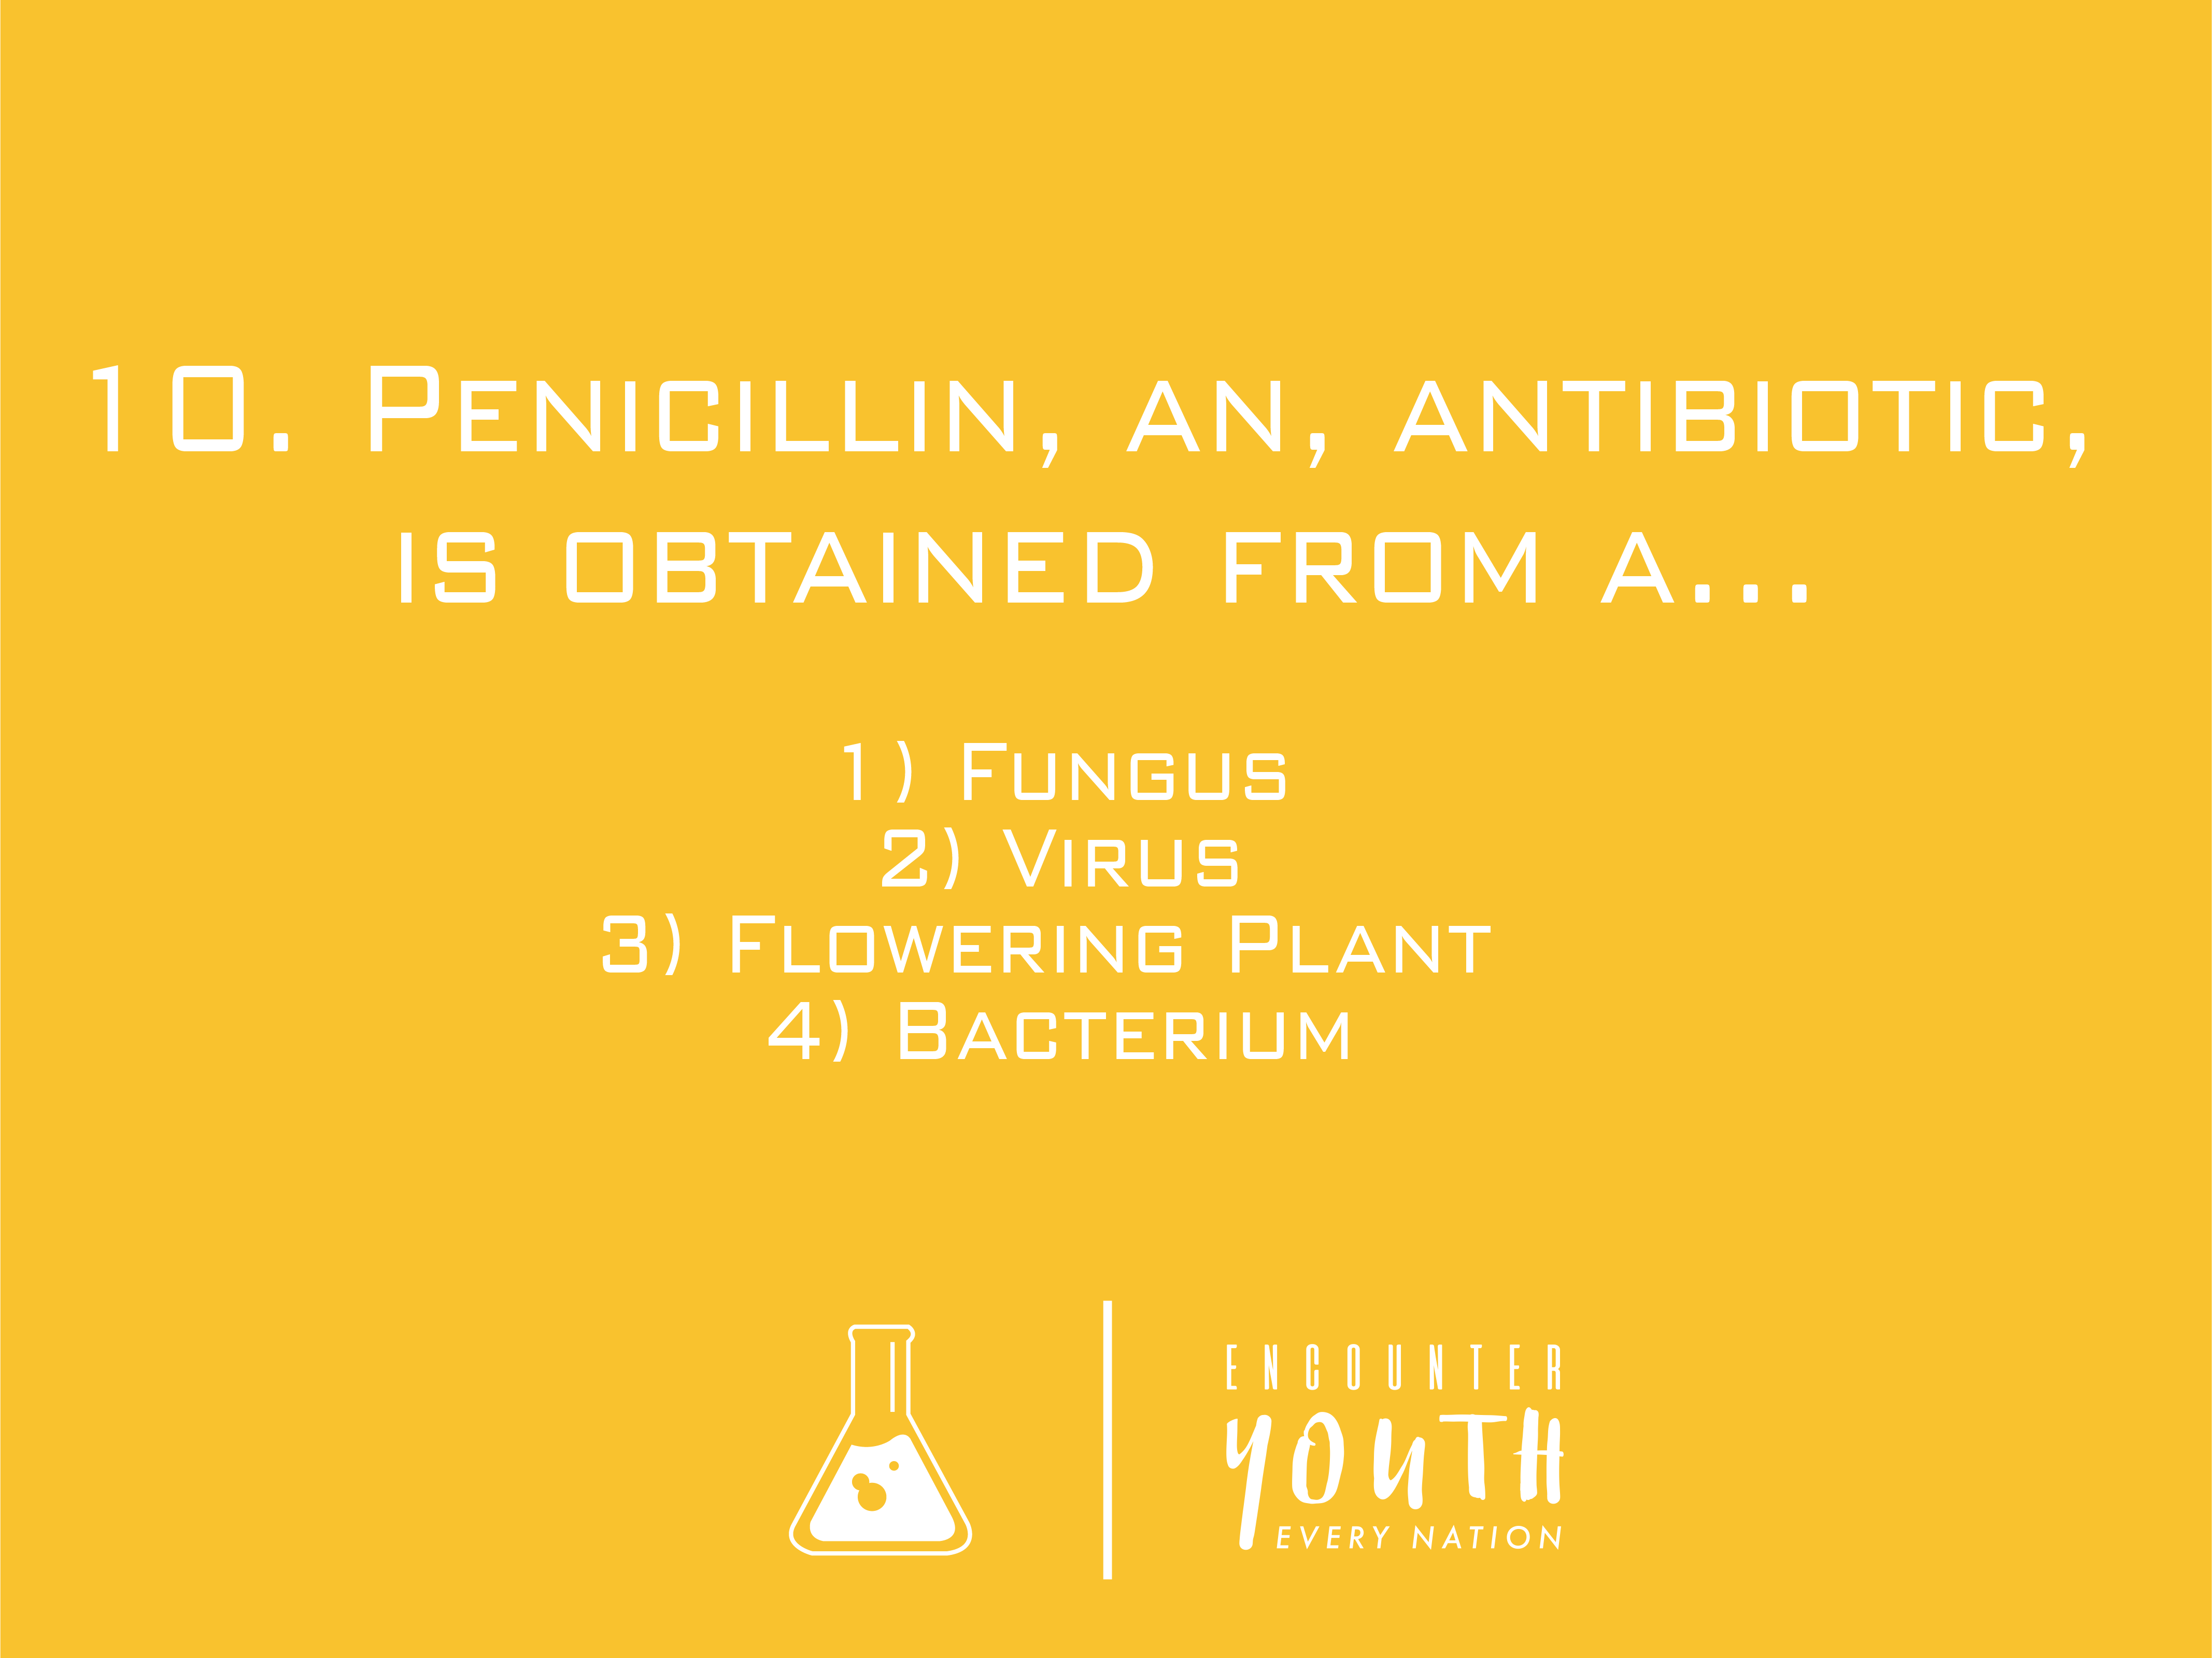 10. Penicillin, an, antibiotic,
is obtained from a...
1) Fungus
2) Virus
3) Flowering Plant
4) Bacterium
ENCOUNTER
YOUTH
EVERY NATION